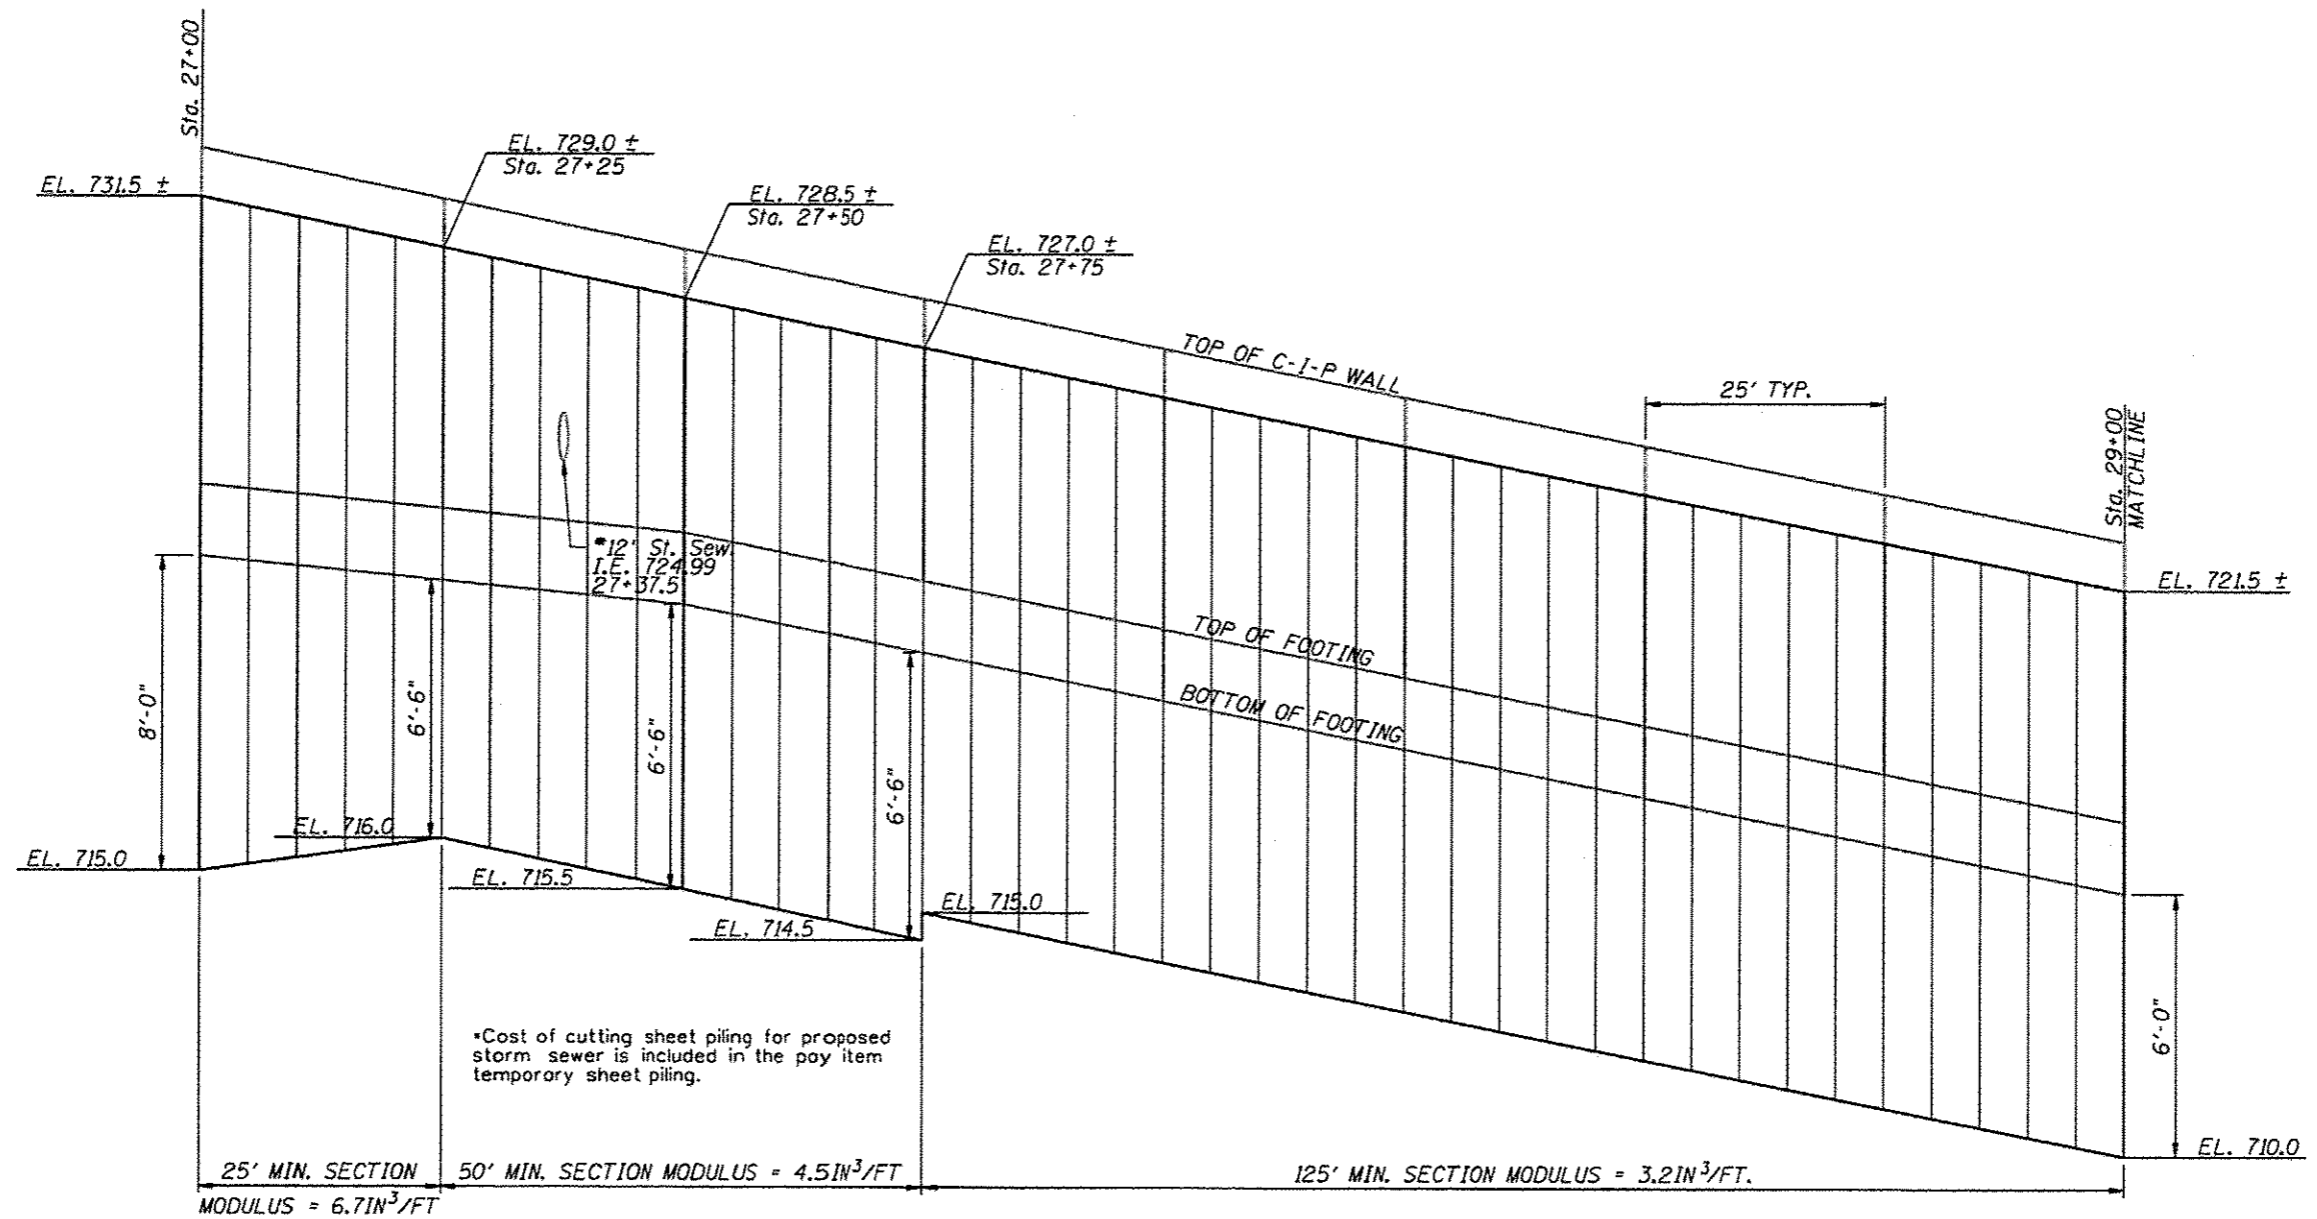 Sta. 27+00
EL. 731.5 ±
EL. 729.0 ±
Sta. 27+25
EL. 728.5 ±
Sta. 27+50
EL. 727.0 ±
Sta. 27+75
TOP OF C-I-P WALL
25' TYP.
Sta. 29+00
MATCHLINE
*12' St. Sew.
I.E. 724.99
27+37.5
EL. 721.5 ±
TOP OF FOOTING
BOTTOM OF FOOTING
8'-0"
6'-6"
6'-6"
6'-6"
EL. 716.0
EL. 715.0
EL. 715.5
EL. 714.5
EL. 715.0
6'-0"
EL. 710.0
*Cost of cutting sheet piling for proposed
storm sewer is included in the pay item
temporory sheet piling.
25' MIN. SECTION
MODULUS = 6.7IN³/FT
50' MIN. SECTION MODULUS = 4.5IN³/FT
125' MIN. SECTION MODULUS = 3.2IN³/FT.